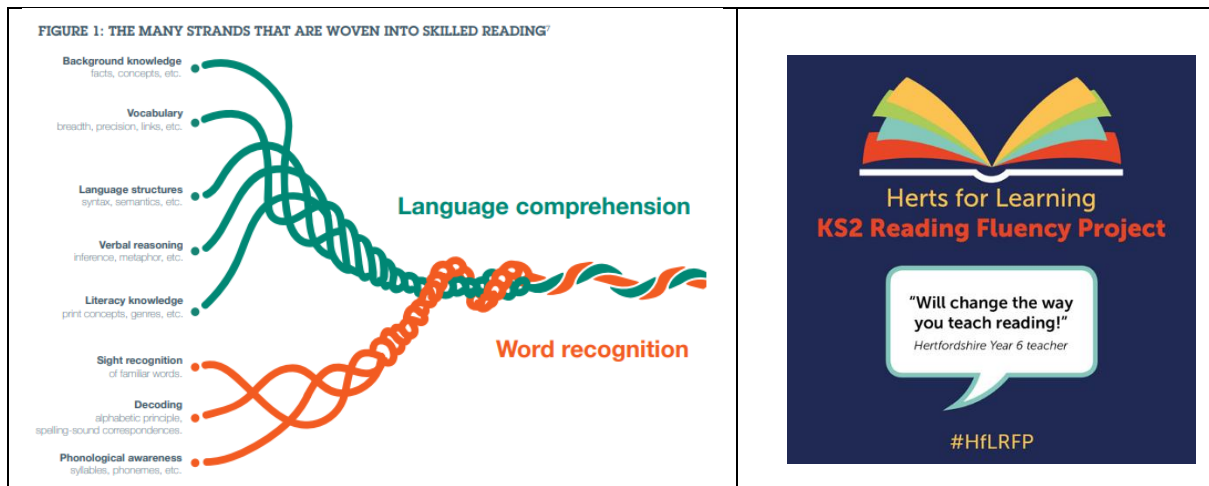 FIGURE 1: THE MANY STRANDS THAT ARE WOVEN INTO SKILLED READING⁷
Background knowledge
facts, concepts, etc.
Vocabulary
breadth, precision, links, etc.
Language structures
syntax, semantics, etc.
Verbal reasoning
inference, metaphor, etc.
Literacy knowledge
print concepts, genres, etc.
Sight recognition
of familiar words.
Decoding
alphabetic principle,
spelling-sound correspondences.
Phonological awareness
syllables, phonemes, etc.
Language comprehension
Word recognition
Herts for Learning
KS2 Reading Fluency Project
"Will change the way
you teach reading!"
Hertfordshire Year 6 teacher
#HfLRFP